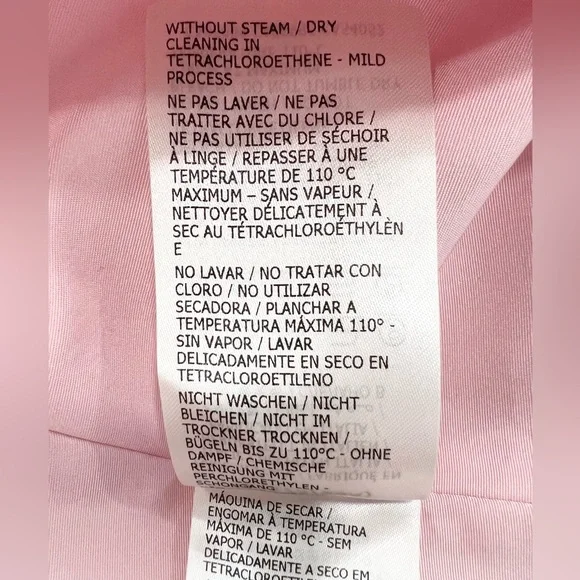 WITHOUT STEAM / DRY
CLEANING IN
TETRACHLOROETHENE - MILD
PROCESS
NE PAS LAVER / NE PAS
TRAITER AVEC DU CHLORE /
NE PAS UTILISER DE SÉCHOIR
À LINGE / REPASSER À UNE
TEMPÉRATURE DE 110 °C
MAXIMUM – SANS VAPEUR /
NETTOYER DÉLICATEMENT À
SEC AU TÉTRACHLOROÉTHYLÈN
E
NO LAVAR / NO TRATAR CON
CLORO / NO UTILIZAR
SECADORA / PLANCHAR A
TEMPERATURA MÁXIMA 110° -
SIN VAPOR / LAVAR
DELICADAMENTE EN SECO EN
TETRACLOROETILENO
NICHT WASCHEN / NICHT
BLEICHEN / NICHT IM
TROCKNER TROCKNEN /
BÜGELN BIS ZU 110°C - OHNE
DAMPF / CHEMISCHE
REINIGUNG MIT
PERCHLORETHYLEN -
SCHONGANG
MÁQUINA DE SECAR /
ENGOMAR À TEMPERATURA
MÁXIMA DE 110 °C - SEM
VAPOR / LAVAR
DELICADAMENTE A SECO EM